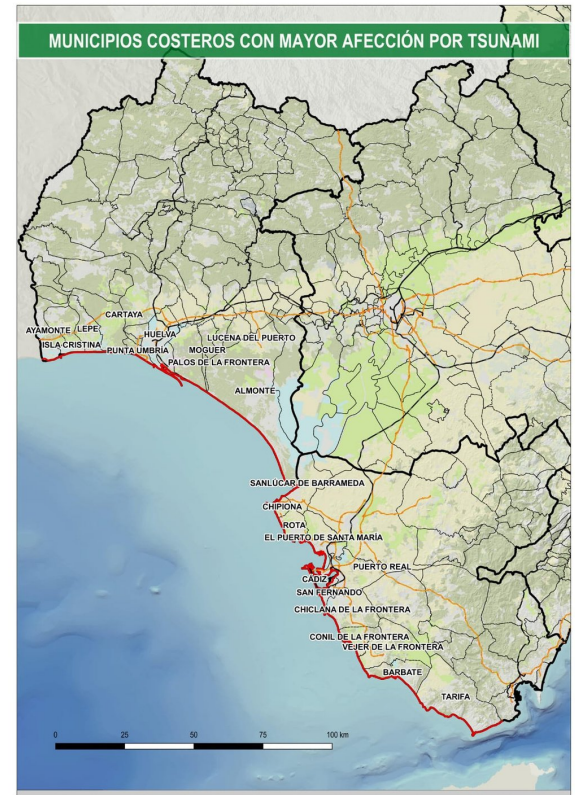 MUNICIPIOS COSTEROS CON MAYOR AFECCIÓN POR TSUNAMI
CARTAYA
AYAMONTE
LEPE
HUELVA
LUCENA DEL PUERTO
ISLA CRISTINA
PUNTA UMBRÍA
MOGUER
PALOS DE LA FRONTERA
ALMONTE
SANLÚCAR DE BARRAMEDA
CHIPIONA
ROTA
EL PUERTO DE SANTA MARÍA
PUERTO REAL
CÁDIZ
SAN FERNANDO
CHICLANA DE LA FRONTERA
CONIL DE LA FRONTERA
VEJER DE LA FRONTERA
BARBATE
TARIFA
0 25 50 75 100 km